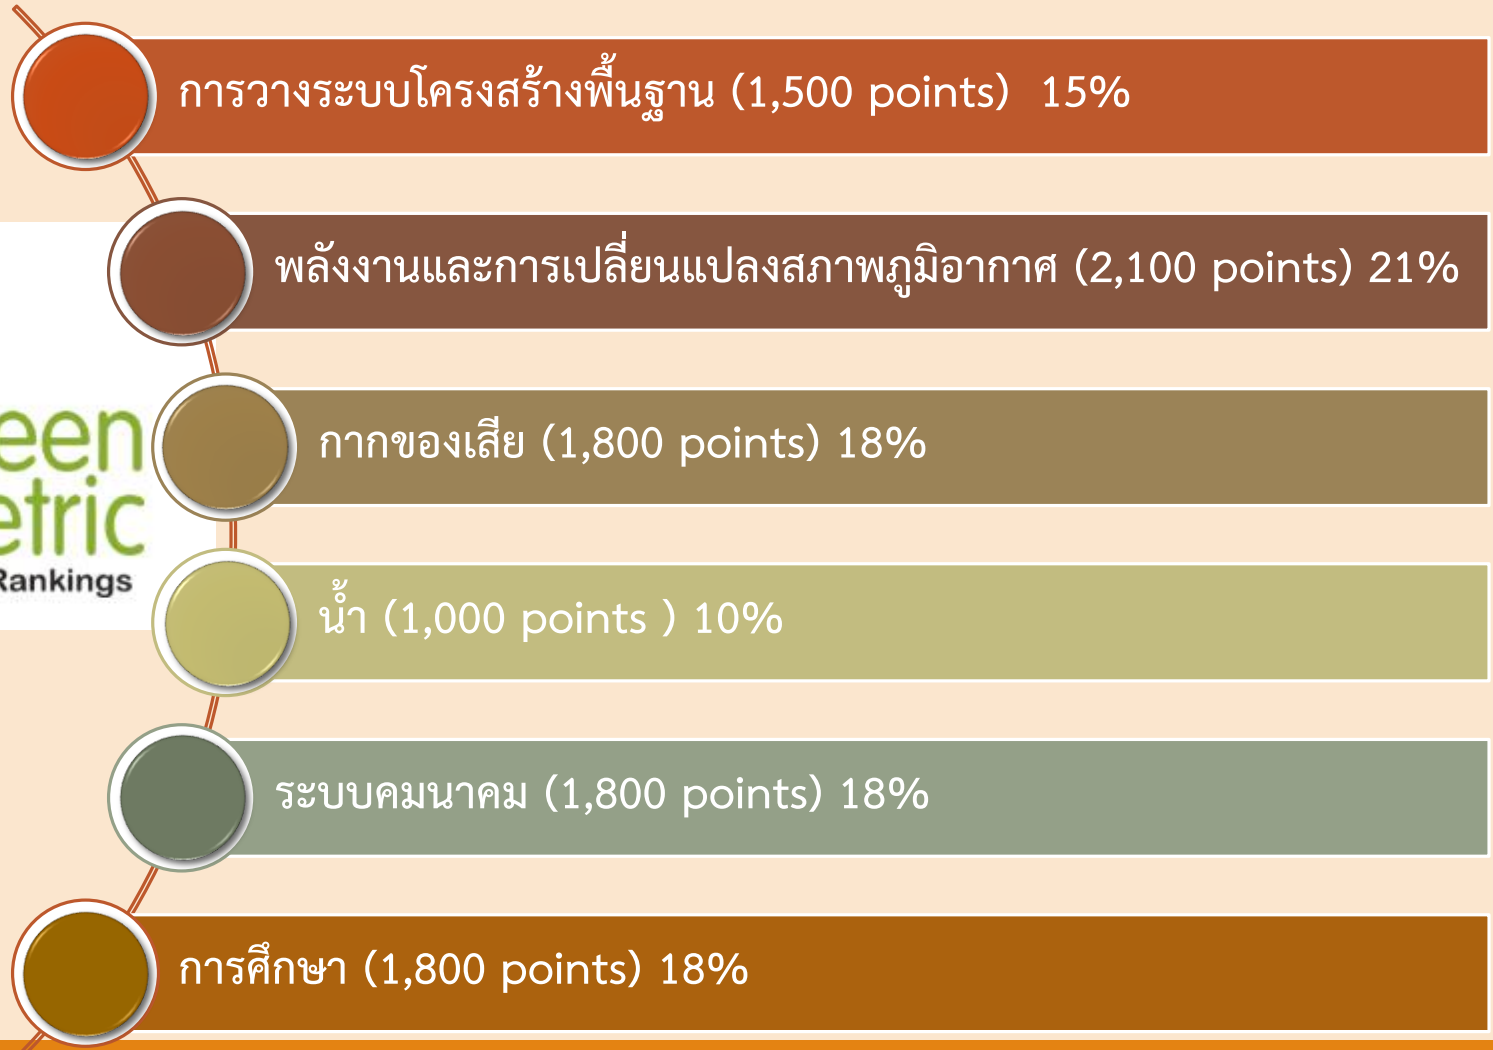 การวางระบบโครงสร้างพื้นฐาน (1,500 points) 15%
พลังงานและการเปลี่ยนแปลงสภาพภูมิอากาศ (2,100 points) 21%
een
etric
Rankings
กากของเสีย (1,800 points) 18%
น้ำ (1,000 points ) 10%
ระบบคมนาคม (1,800 points) 18%
การศึกษา (1,800 points) 18%